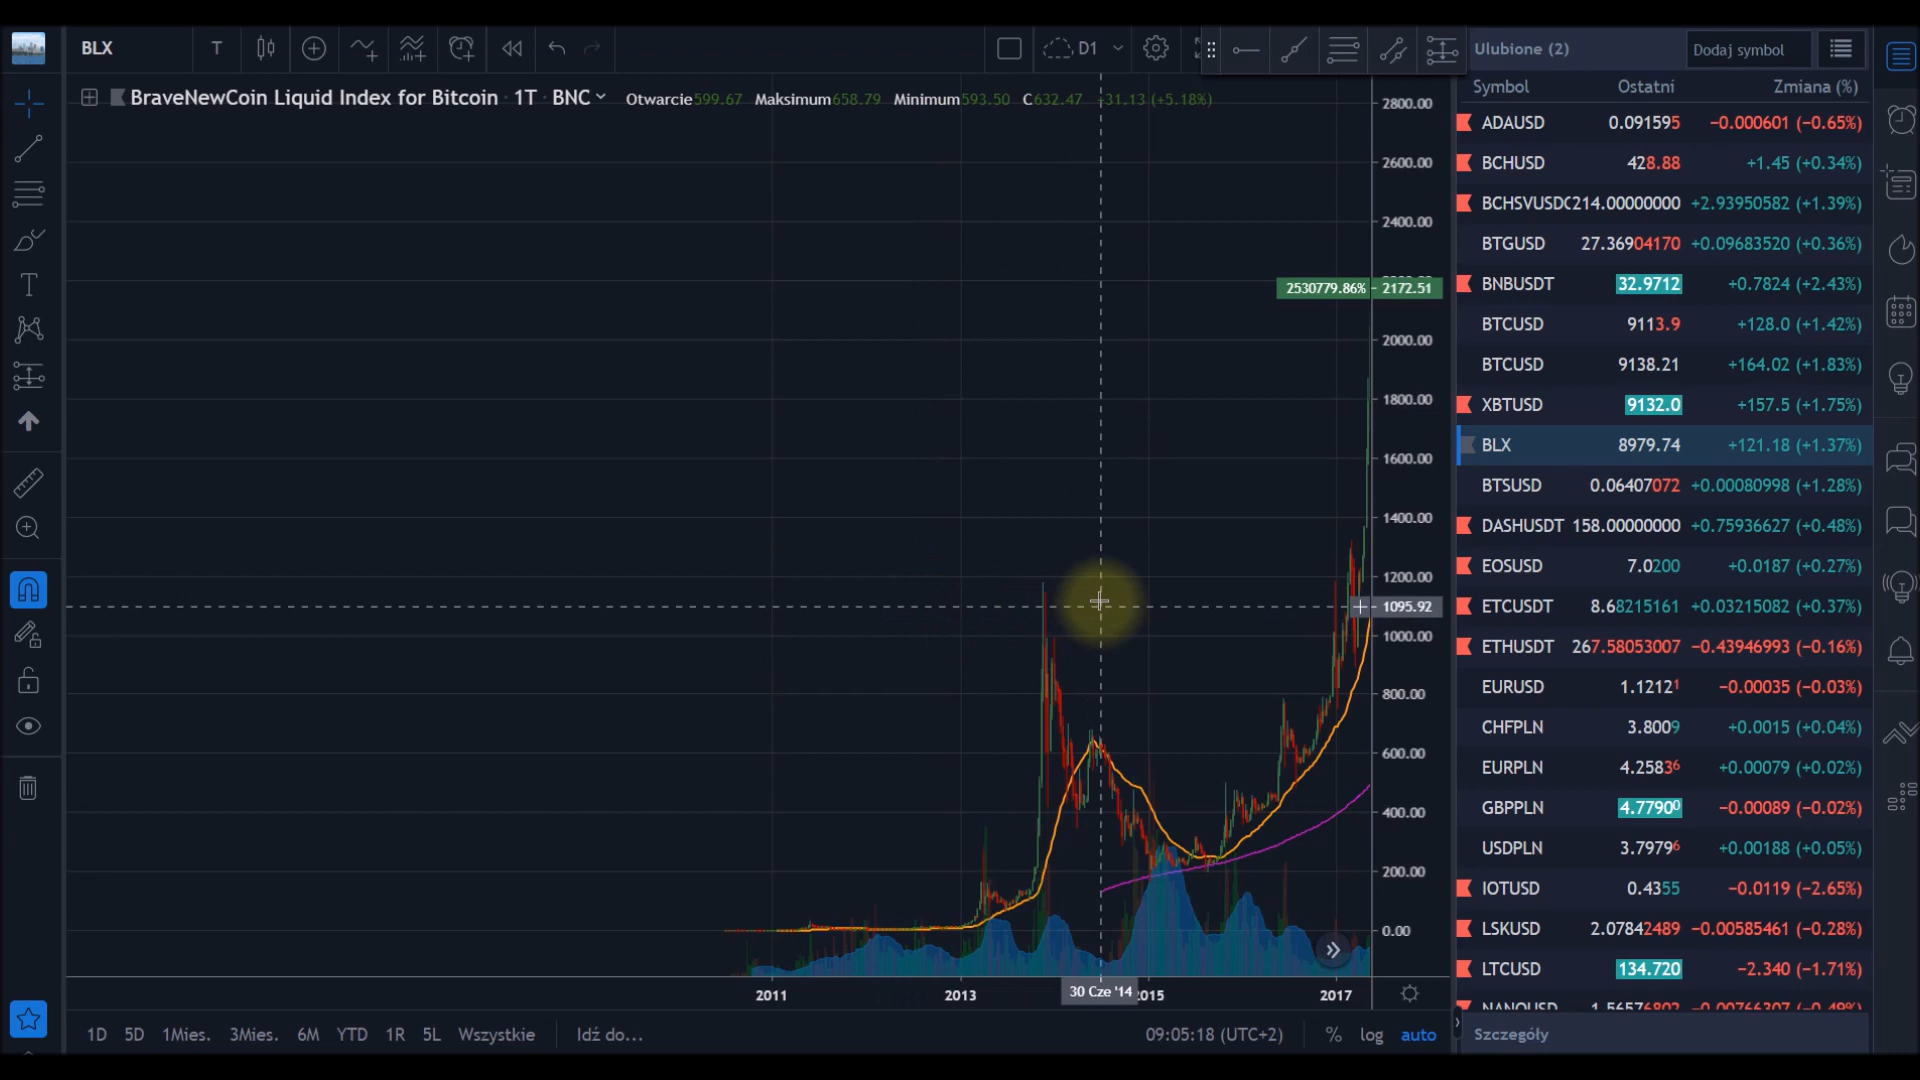 BLX
T
D1
Ulubione (2)
Dodaj symbol
BraveNewCoin Liquid Index for Bitcoin · 1T · BNC
Otwarcie599.67 Maksimum658.79 Minimum593.50 C632.47 +31.13 (+5.18%)
Symbol Ostatni Zmiana (%)
2800.00
2600.00
2400.00
2530779.86% 2172.51
2000.00
1800.00
1600.00
1400.00
1200.00
1095.92
1000.00
800.00
600.00
400.00
200.00
0.00
ADAUSD 0.091595 −0.000601 (−0.65%)
BCHUSD 428.88 +1.45 (+0.34%)
BCHSVUSDC 214.00000000 +2.93950582 (+1.39%)
BTGUSD 27.36904170 +0.09683520 (+0.36%)
BNBUSDT 32.9712 +0.7824 (+2.43%)
BTCUSD 9113.9 +128.0 (+1.42%)
BTCUSD 9138.21 +164.02 (+1.83%)
XBTUSD 9132.0 +157.5 (+1.75%)
BLX 8979.74 +121.18 (+1.37%)
BTSUSD 0.06407072 +0.00080998 (+1.28%)
DASHUSDT 158.00000000 +0.75936627 (+0.48%)
EOSUSD 7.0200 +0.0187 (+0.27%)
ETCUSDT 8.68215161 +0.03215082 (+0.37%)
ETHUSDT 267.58053007 −0.43946993 (−0.16%)
EURUSD 1.12121 −0.00035 (−0.03%)
CHFPLN 3.8009 +0.0015 (+0.04%)
EURPLN 4.25836 +0.00079 (+0.02%)
GBPPLN 4.77900 −0.00089 (−0.02%)
USDPLN 3.79796 +0.00188 (+0.05%)
IOTUSD 0.4355 −0.0119 (−2.65%)
LSKUSD 2.07842489 −0.00585461 (−0.28%)
LTCUSD 134.720 −2.340 (−1.71%)
NANOUSD 1.56576802 −0.00766307 (−0.49%)
2011 2013 30 Cze '14 2015 2017
1D 5D 1Mies. 3Mies. 6M YTD 1R 5L Wszystkie Idź do... 09:05:18 (UTC+2) % log auto
Szczegóły